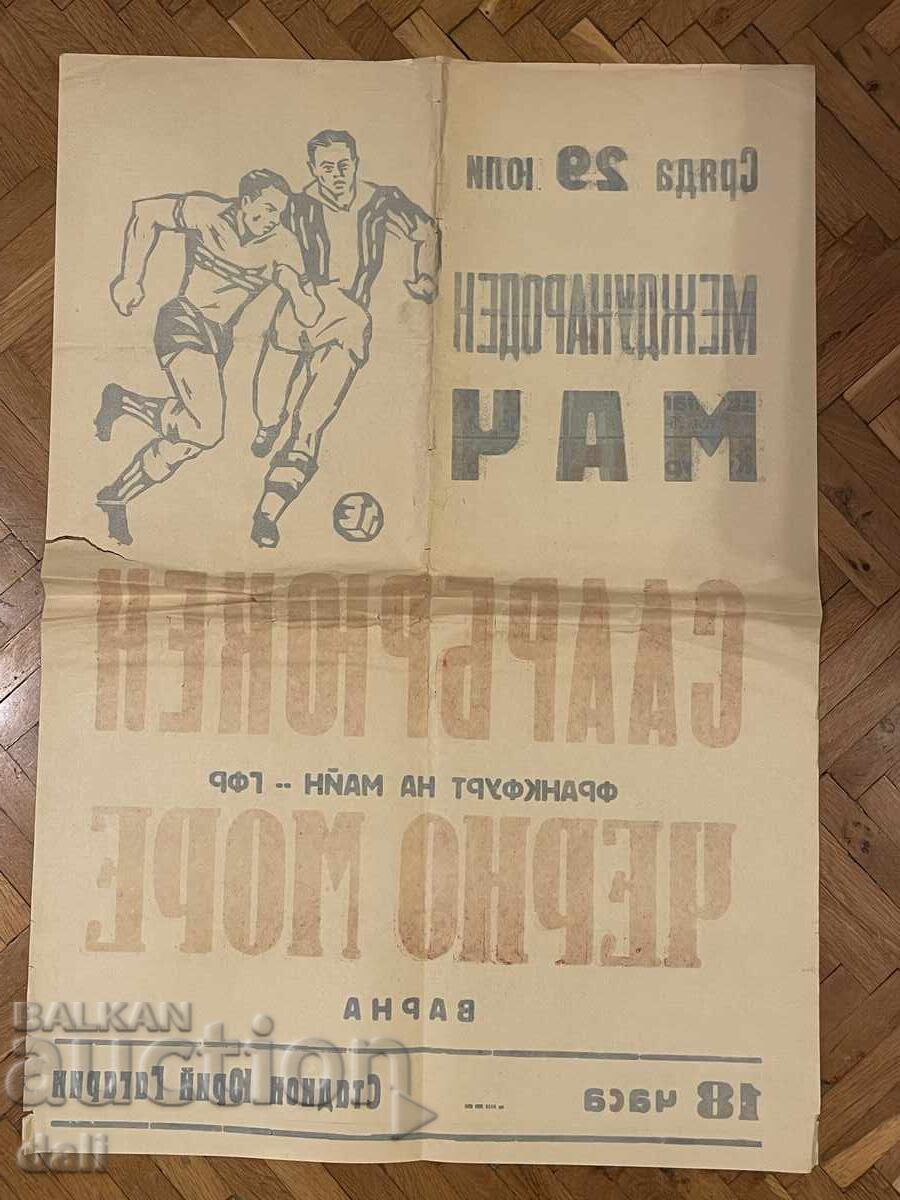 Сряда 29 юли
МЕЖДУНАРОДЕН
МАЧ
СААРБРЮКЕН
ФРАНКФУРТ НА МАЙН -- ГФР
ЧЕРНО МОРЕ
ВАРНА
18 часа Стадион Юрий Гагарин
BALKAN
auction
dali